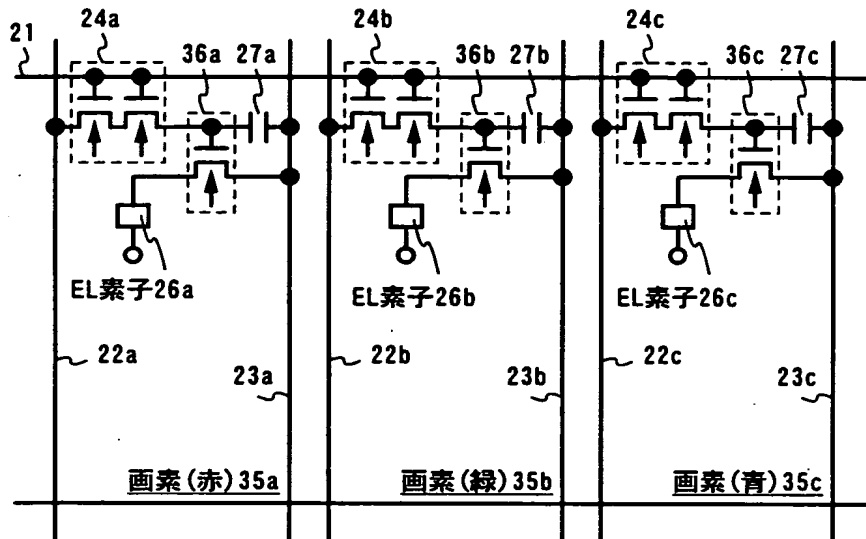 21 24a 36a 27a 24b 36b 27b 24c 36c 27c
EL素子26a EL素子26b EL素子26c
22a 23a 22b 23b 22c 23c
画素(赤)35a 画素(緑)35b 画素(青)35c